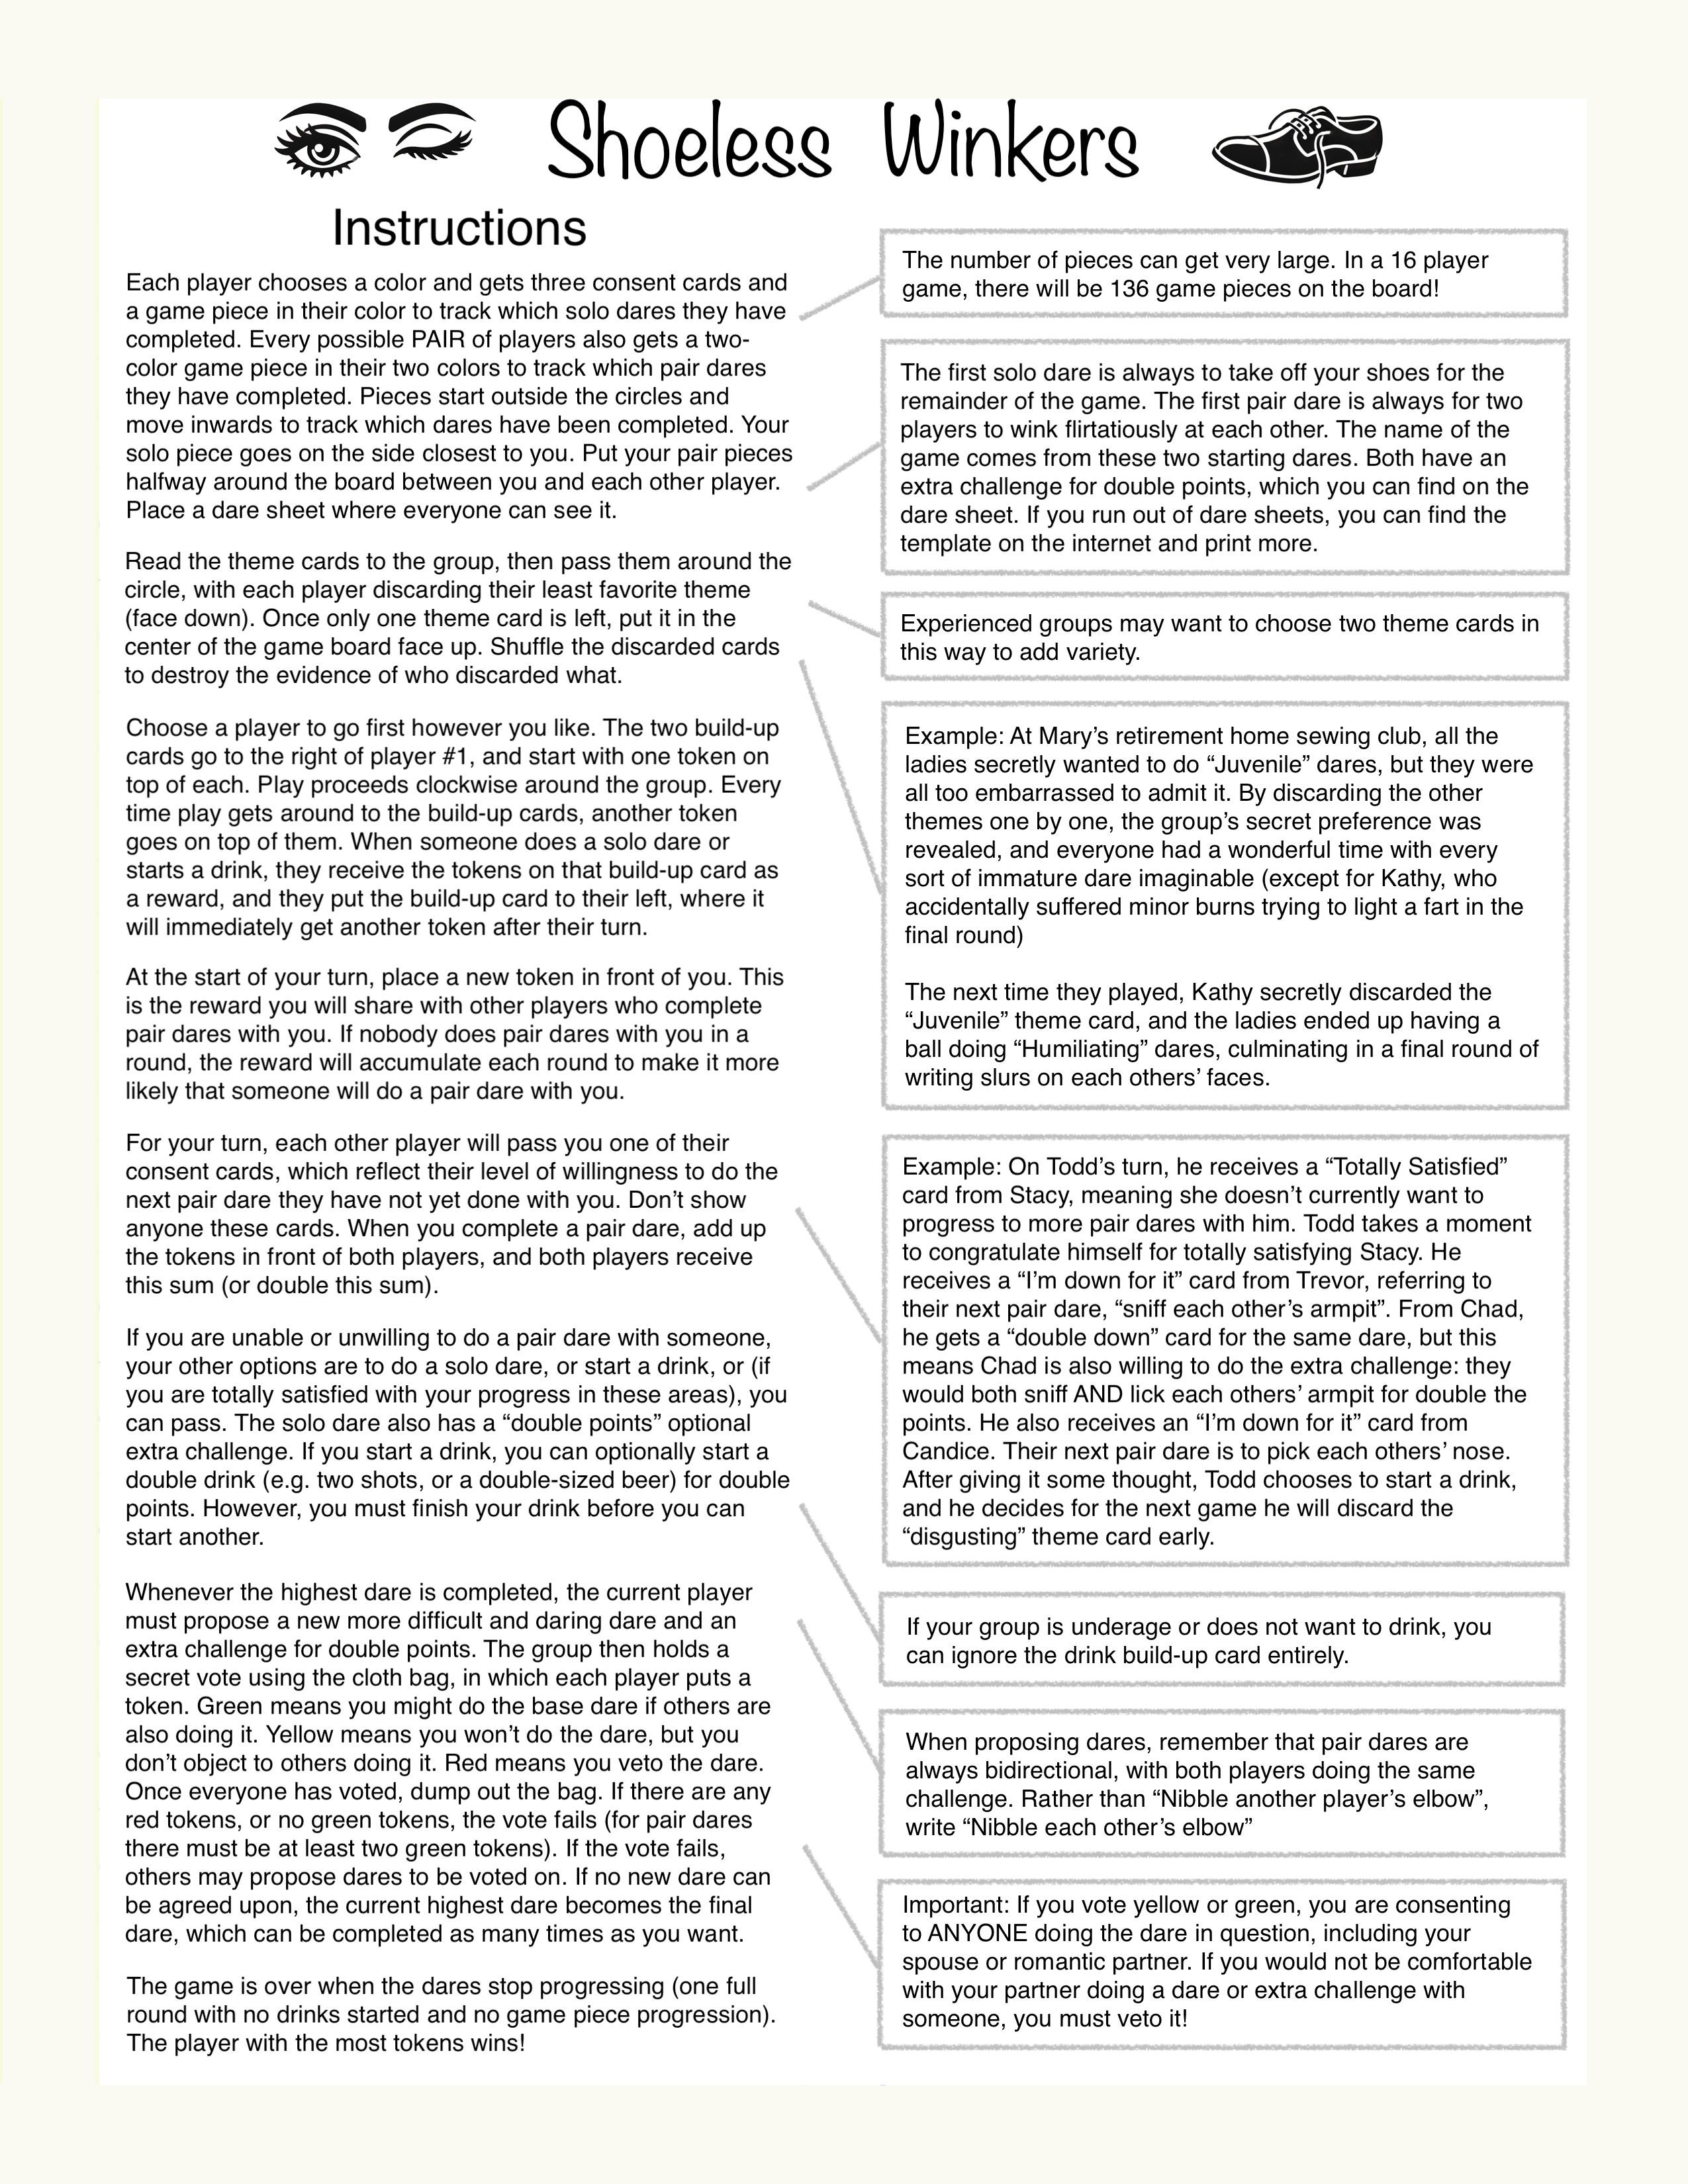 Shoeless Winkers
Instructions
Each player chooses a color and gets three consent cards and
a game piece in their color to track which solo dares they have
completed. Every possible PAIR of players also gets a two-
color game piece in their two colors to track which pair dares
they have completed. Pieces start outside the circles and
move inwards to track which dares have been completed. Your
solo piece goes on the side closest to you. Put your pair pieces
halfway around the board between you and each other player.
Place a dare sheet where everyone can see it.
Read the theme cards to the group, then pass them around the
circle, with each player discarding their least favorite theme
(face down). Once only one theme card is left, put it in the
center of the game board face up. Shuffle the discarded cards
to destroy the evidence of who discarded what.
Choose a player to go first however you like. The two build-up
cards go to the right of player #1, and start with one token on
top of each. Play proceeds clockwise around the group. Every
time play gets around to the build-up cards, another token
goes on top of them. When someone does a solo dare or
starts a drink, they receive the tokens on that build-up card as
a reward, and they put the build-up card to their left, where it
will immediately get another token after their turn.
At the start of your turn, place a new token in front of you. This
is the reward you will share with other players who complete
pair dares with you. If nobody does pair dares with you in a
round, the reward will accumulate each round to make it more
likely that someone will do a pair dare with you.
For your turn, each other player will pass you one of their
consent cards, which reflect their level of willingness to do the
next pair dare they have not yet done with you. Don’t show
anyone these cards. When you complete a pair dare, add up
the tokens in front of both players, and both players receive
this sum (or double this sum).
If you are unable or unwilling to do a pair dare with someone,
your other options are to do a solo dare, or start a drink, or (if
you are totally satisfied with your progress in these areas), you
can pass. The solo dare also has a “double points” optional
extra challenge. If you start a drink, you can optionally start a
double drink (e.g. two shots, or a double-sized beer) for double
points. However, you must finish your drink before you can
start another.
Whenever the highest dare is completed, the current player
must propose a new more difficult and daring dare and an
extra challenge for double points. The group then holds a
secret vote using the cloth bag, in which each player puts a
token. Green means you might do the base dare if others are
also doing it. Yellow means you won’t do the dare, but you
don’t object to others doing it. Red means you veto the dare.
Once everyone has voted, dump out the bag. If there are any
red tokens, or no green tokens, the vote fails (for pair dares
there must be at least two green tokens). If the vote fails,
others may propose dares to be voted on. If no new dare can
be agreed upon, the current highest dare becomes the final
dare, which can be completed as many times as you want.
The game is over when the dares stop progressing (one full
round with no drinks started and no game piece progression).
The player with the most tokens wins!
The number of pieces can get very large. In a 16 player
game, there will be 136 game pieces on the board!
The first solo dare is always to take off your shoes for the
remainder of the game. The first pair dare is always for two
players to wink flirtatiously at each other. The name of the
game comes from these two starting dares. Both have an
extra challenge for double points, which you can find on the
dare sheet. If you run out of dare sheets, you can find the
template on the internet and print more.
Experienced groups may want to choose two theme cards in
this way to add variety.
Example: At Mary’s retirement home sewing club, all the
ladies secretly wanted to do “Juvenile” dares, but they were
all too embarrassed to admit it. By discarding the other
themes one by one, the group’s secret preference was
revealed, and everyone had a wonderful time with every
sort of immature dare imaginable (except for Kathy, who
accidentally suffered minor burns trying to light a fart in the
final round)
The next time they played, Kathy secretly discarded the
“Juvenile” theme card, and the ladies ended up having a
ball doing “Humiliating” dares, culminating in a final round of
writing slurs on each others’ faces.
Example: On Todd’s turn, he receives a “Totally Satisfied”
card from Stacy, meaning she doesn’t currently want to
progress to more pair dares with him. Todd takes a moment
to congratulate himself for totally satisfying Stacy. He
receives a “I’m down for it” card from Trevor, referring to
their next pair dare, “sniff each other’s armpit”. From Chad,
he gets a “double down” card for the same dare, but this
means Chad is also willing to do the extra challenge: they
would both sniff AND lick each others’ armpit for double the
points. He also receives an “I’m down for it” card from
Candice. Their next pair dare is to pick each others’ nose.
After giving it some thought, Todd chooses to start a drink,
and he decides for the next game he will discard the
“disgusting” theme card early.
If your group is underage or does not want to drink, you
can ignore the drink build-up card entirely.
When proposing dares, remember that pair dares are
always bidirectional, with both players doing the same
challenge. Rather than “Nibble another player’s elbow”,
write “Nibble each other’s elbow”
Important: If you vote yellow or green, you are consenting
to ANYONE doing the dare in question, including your
spouse or romantic partner. If you would not be comfortable
with your partner doing a dare or extra challenge with
someone, you must veto it!